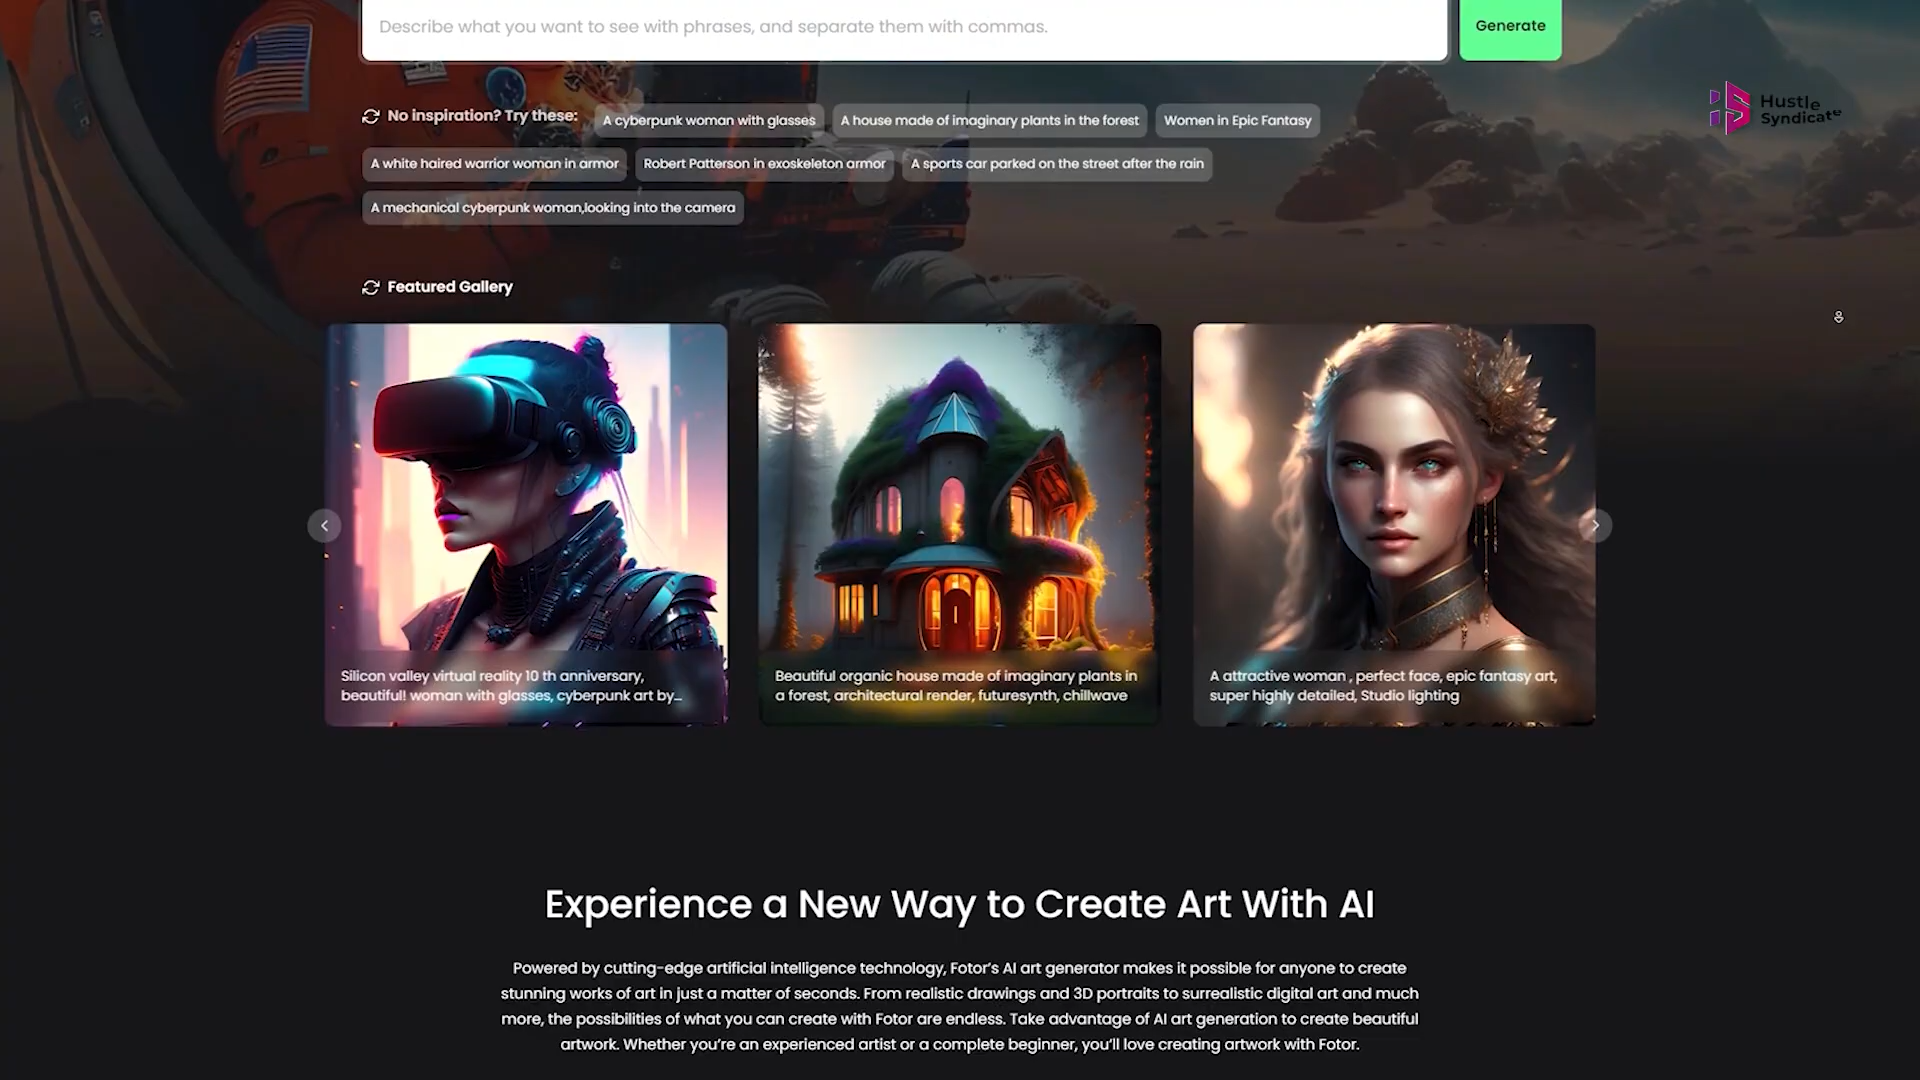 Describe what you want to see with phrases, and separate them with commas.
Generate
Hustle
Syndicate
No inspiration? Try these:
A cyberpunk woman with glasses
A house made of imaginary plants in the forest
Women in Epic Fantasy
A white haired warrior woman in armor
Robert Patterson in exoskeleton armor
A sports car parked on the street after the rain
A mechanical cyberpunk woman,looking into the camera
Featured Gallery
Silicon valley virtual reality 10 th anniversary,
beautiful! woman with glasses, cyberpunk art by...
Beautiful organic house made of imaginary plants in
a forest, architectural render, futuresynth, chillwave
A attractive woman , perfect face, epic fantasy art,
super highly detailed, Studio lighting
Experience a New Way to Create Art With AI
Powered by cutting-edge artificial intelligence technology, Fotor's AI art generator makes it possible for anyone to create
stunning works of art in just a matter of seconds. From realistic drawings and 3D portraits to surrealistic digital art and much
more, the possibilities of what you can create with Fotor are endless. Take advantage of AI art generation to create beautiful
artwork. Whether you're an experienced artist or a complete beginner, you'll love creating artwork with Fotor.